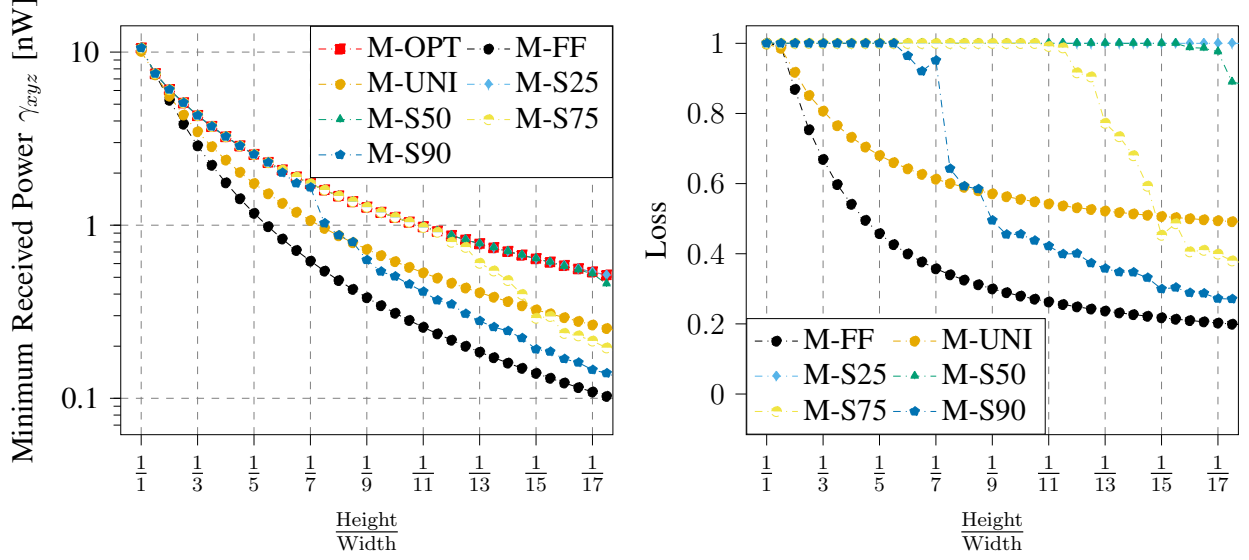 Minimum Received Power γxyz [nW]
10
1
0.1
M-OPT M-FF
M-UNI M-S25
M-S50 M-S75
M-S90
1/1 1/3 1/5 1/7 1/9 1/11 1/13 1/15 1/17
Height/Width
Loss
1
0.8
0.6
0.4
0.2
0
M-FF M-UNI
M-S25 M-S50
M-S75 M-S90
1/1 1/3 1/5 1/7 1/9 1/11 1/13 1/15 1/17
Height/Width